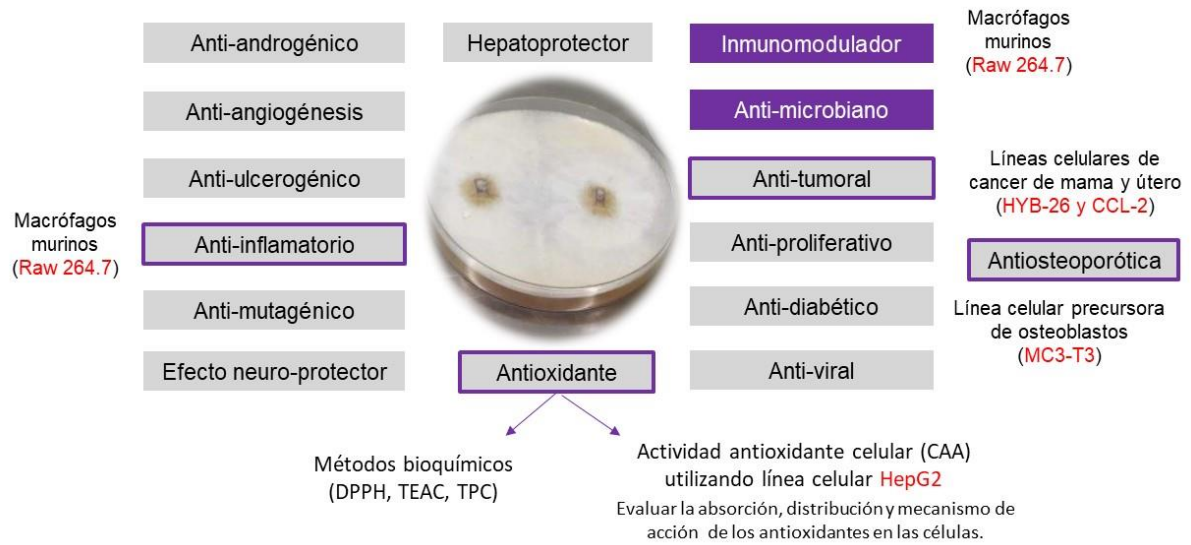 Anti-androgénico
Hepatoprotector
Inmunomodulador
Macrófagos
murinos
(Raw 264.7)
Anti-angiogénesis
Anti-microbiano
Anti-ulcerogénico
Anti-tumoral
Líneas celulares de
cancer de mama y útero
(HYB-26 y CCL-2)
Macrófagos
murinos
(Raw 264.7)
Anti-inflamatorio
Anti-proliferativo
Antiosteoporótica
Anti-mutagénico
Anti-diabético
Línea celular precursora
de osteoblastos
(MC3-T3)
Efecto neuro-protector
Antioxidante
Anti-viral
Métodos bioquímicos
(DPPH, TEAC, TPC)
Actividad antioxidante celular (CAA)
utilizando línea celular HepG2
Evaluar la absorción, distribución y mecanismo de
acción de los antioxidantes en las células.